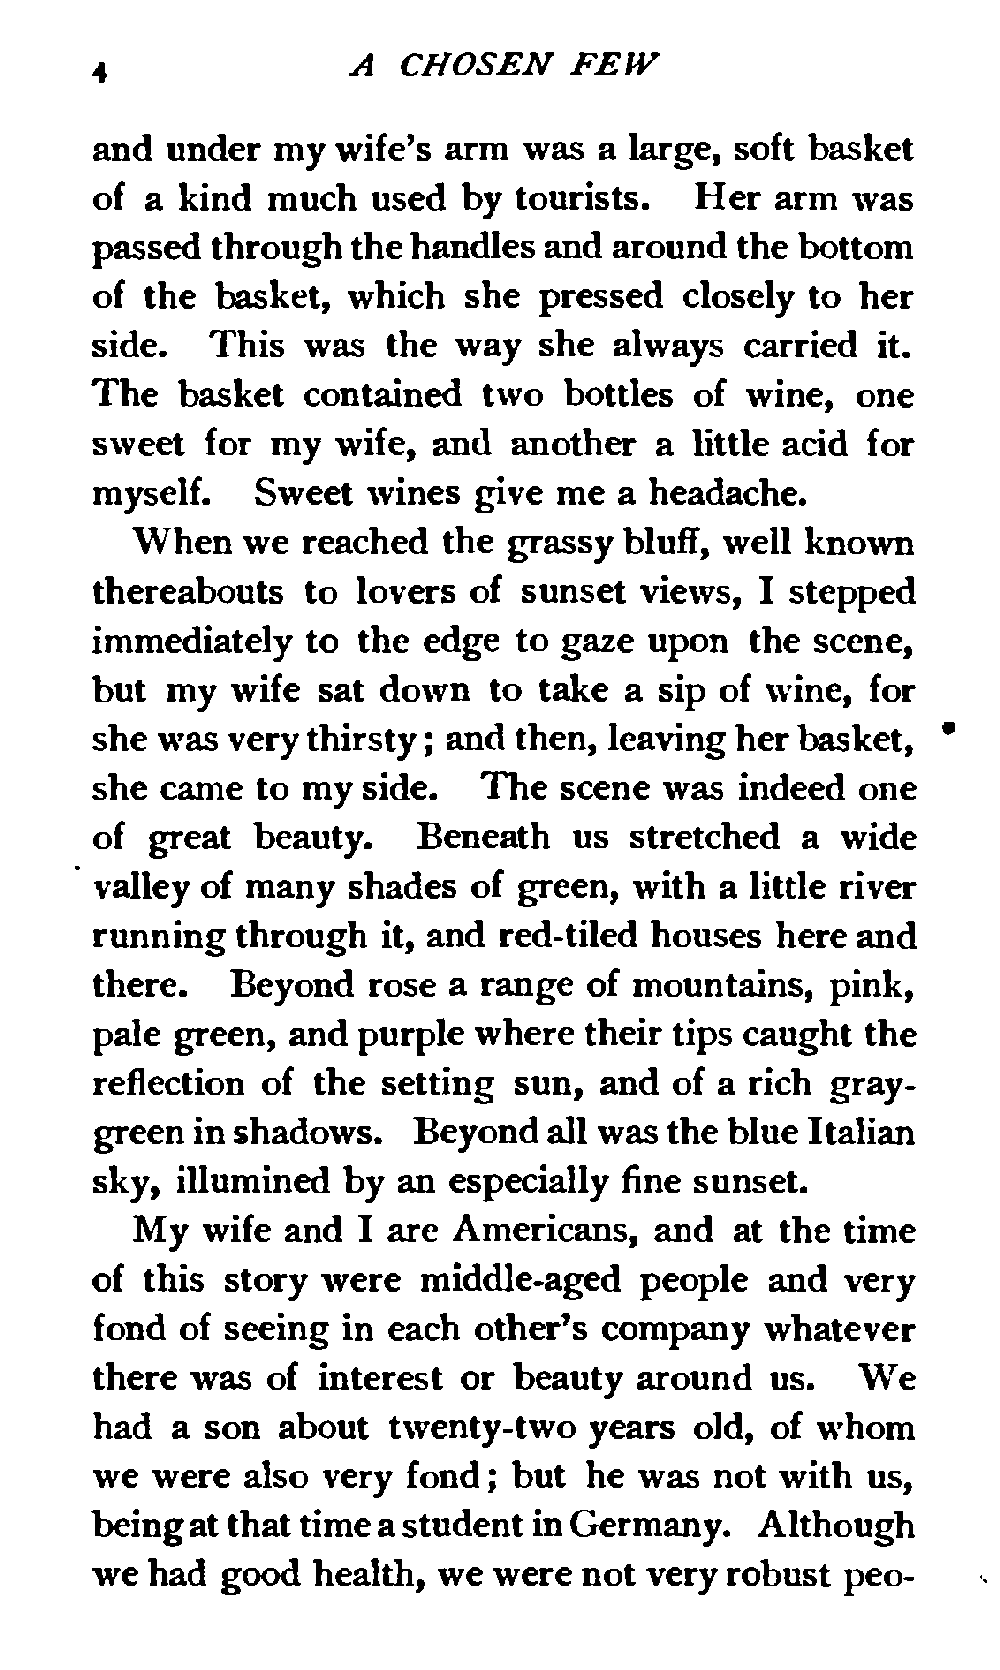 4 A CHOSEN FEW
and under my wife's arm was a large, soft basket
of a kind much used by tourists. Her arm was
passed through the handles and around the bottom
of the basket, which she pressed closely to her
side. This was the way she always carried it.
The basket contained two bottles of wine, one
sweet for my wife, and another a little acid for
myself. Sweet wines give me a headache.
When we reached the grassy bluff, well known
thereabouts to lovers of sunset views, I stepped
immediately to the edge to gaze upon the scene,
but my wife sat down to take a sip of wine, for
she was very thirsty; and then, leaving her basket,
she came to my side. The scene was indeed one
of great beauty. Beneath us stretched a wide
valley of many shades of green, with a little river
running through it, and red-tiled houses here and
there. Beyond rose a range of mountains, pink,
pale green, and purple where their tips caught the
reflection of the setting sun, and of a rich gray-
green in shadows. Beyond all was the blue Italian
sky, illumined by an especially fine sunset.
My wife and I are Americans, and at the time
of this story were middle-aged people and very
fond of seeing in each other's company whatever
there was of interest or beauty around us. We
had a son about twenty-two years old, of whom
we were also very fond; but he was not with us,
being at that time a student in Germany. Although
we had good health, we were not very robust peo-